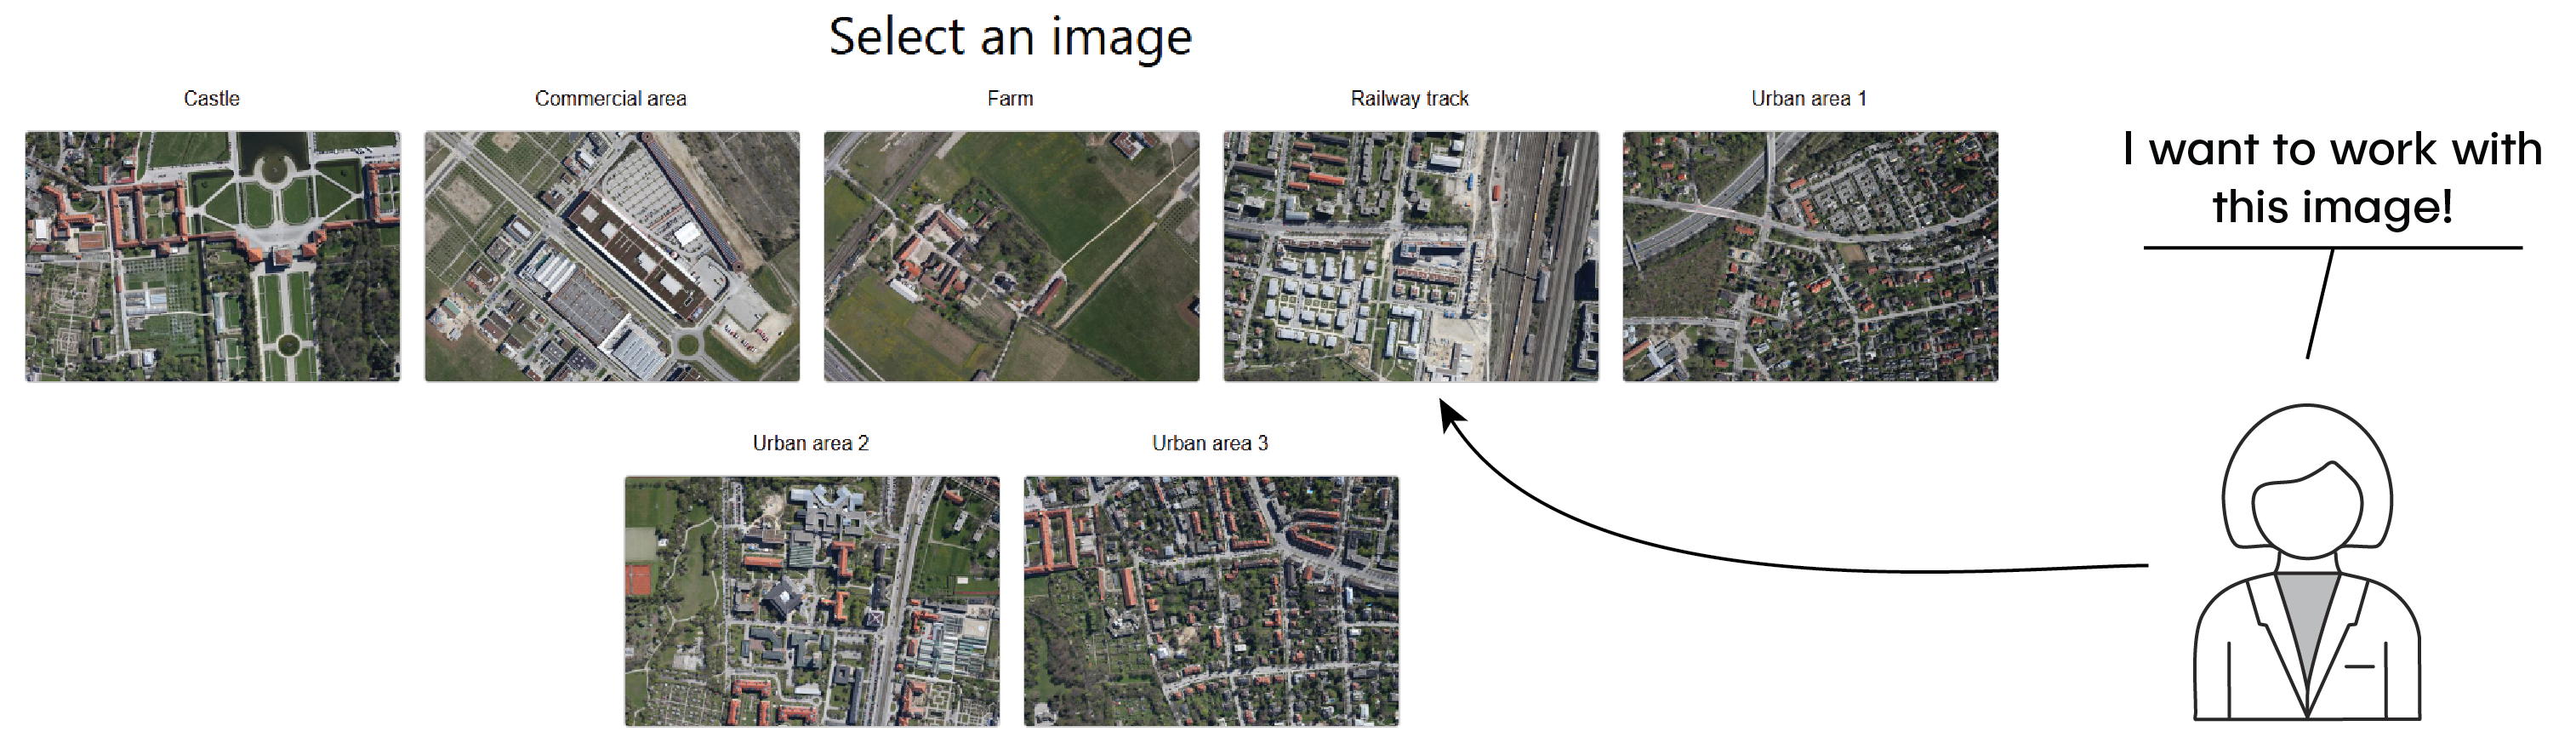 Select an image
Castle
Commercial area
Farm
Railway track
Urban area 1
I want to work with
this image!
Urban area 2
Urban area 3